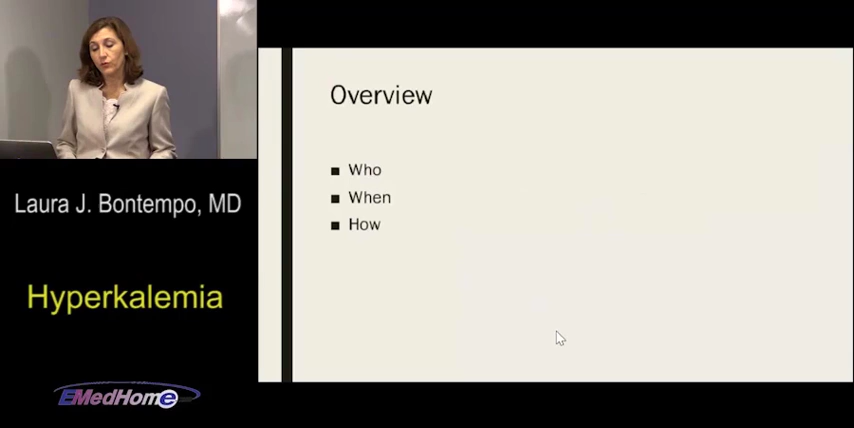 Laura J. Bontempo, MD
Hyperkalemia
EMedHome
Overview
Who
When
How